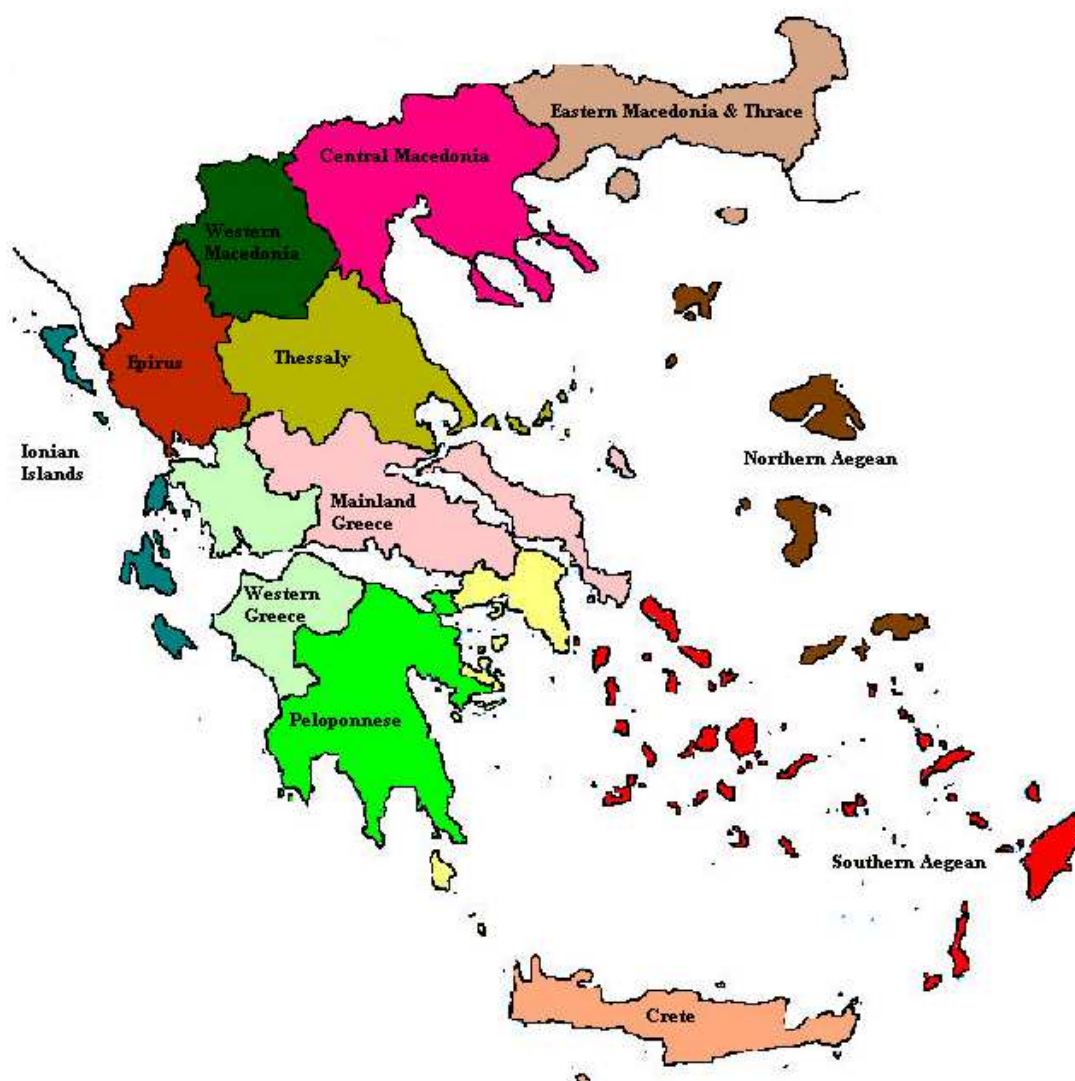 Eastern Macedonia & Thrace
Central Macedonia
Western
Macedonia
Epirus
Thessaly
Ionian
Islands
Northern Aegean
Mainland
Greece
Western
Greece
Peloponnese
Southern Aegean
Crete